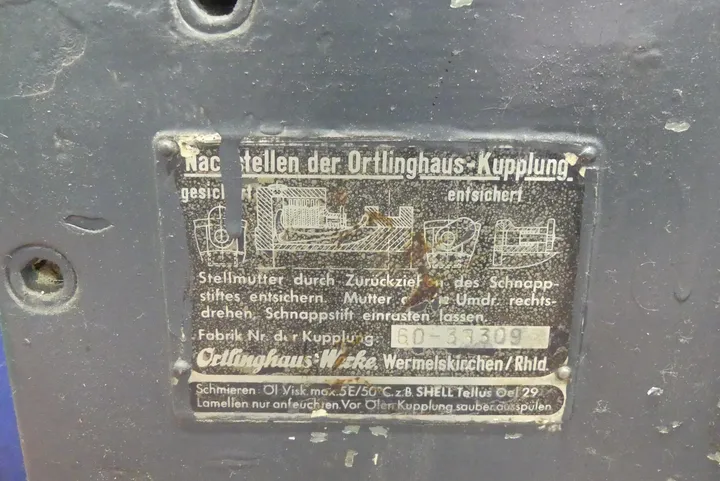 Nachstellen der Ortlinghaus-Kupplung
gesichert entsichert
Stellmutter durch Zurückziehen des Schnapp-
stiftes entsichern. Mutter Umdr. rechts-
drehen, Schnappstift einrasten lassen.
Fabrik Nr. der Kupplung: 60-33309
Ortlinghaus-Werke, Wermelskirchen/Rhld.
Schmieren Öl Visk. max. 5E/50°C z.B. SHELL Tellus Oel 29
Lamellen nur anfeuchten. Vor Ölen Kupplung sauber ausspülen